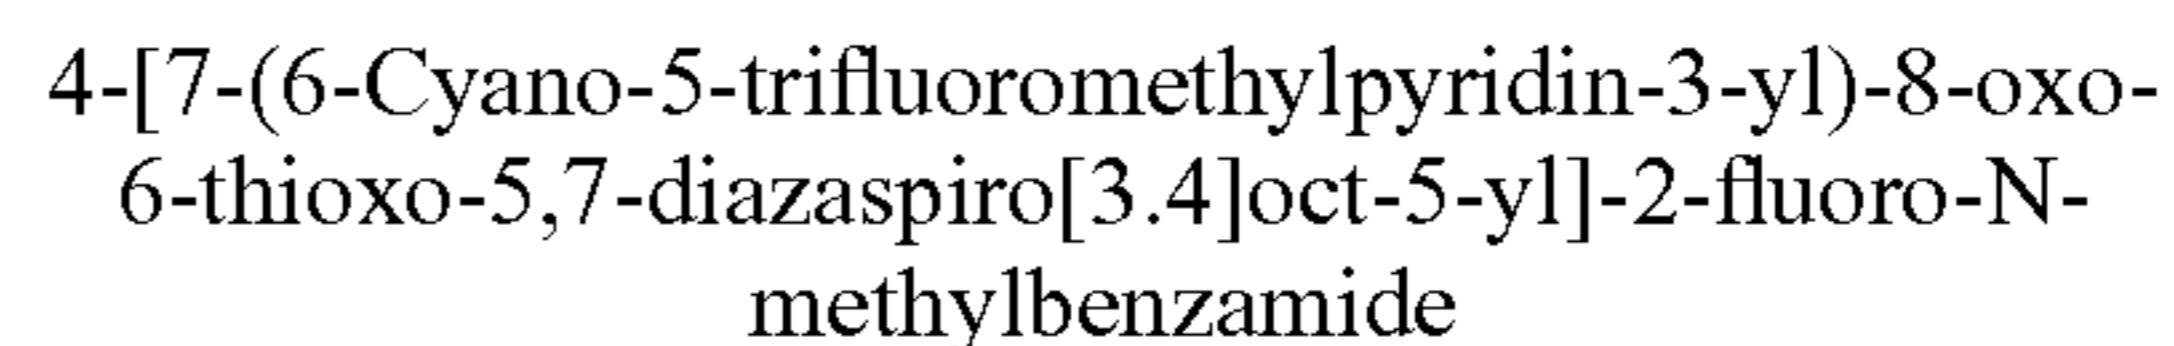 4-[7-(6-Cyano-5-trifluoromethylpyridin-3-yl)-8-oxo-
6-thioxo-5,7-diazaspiro[3.4]oct-5-yl]-2-fluoro-N-
methylbenzamide